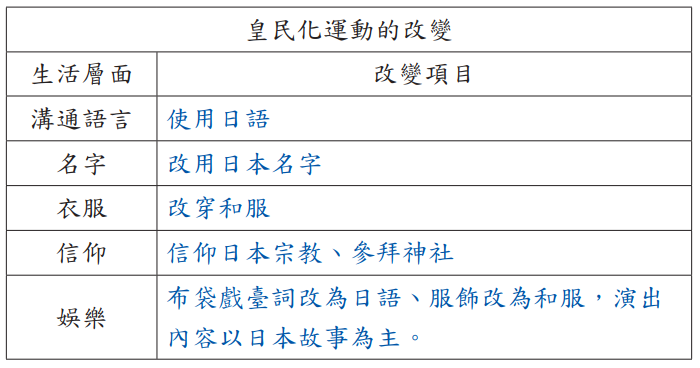 皇民化運動的改變
生活層面 改變項目
溝通語言 使用日語
名字 改用日本名字
衣服 改穿和服
信仰 信仰日本宗教、參拜神社
娛樂 布袋戲臺詞改為日語、服飾改為和服，演出
內容以日本故事為主。